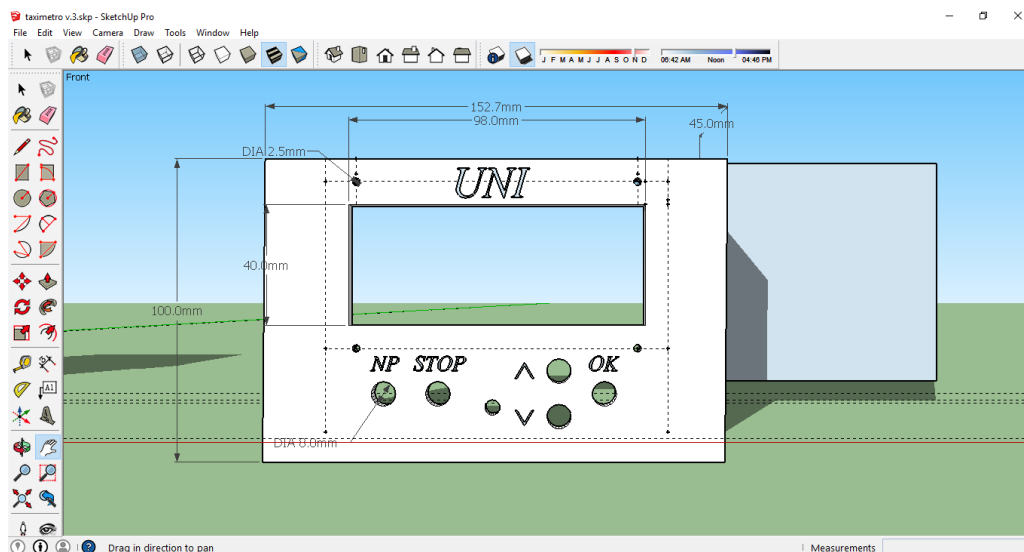 taximetro v.3.skp - SketchUp Pro
File Edit View Camera Draw Tools Window Help
J F M A M J J A S O N D
06:42 AM Noon 04:46 PM
Front
152.7mm
98.0mm
45.0mm
DIA 2.5mm
UNI
40.0mm
100.0mm
NP STOP OK
DIA 8.0mm
A1
Drag in direction to pan
Measurements